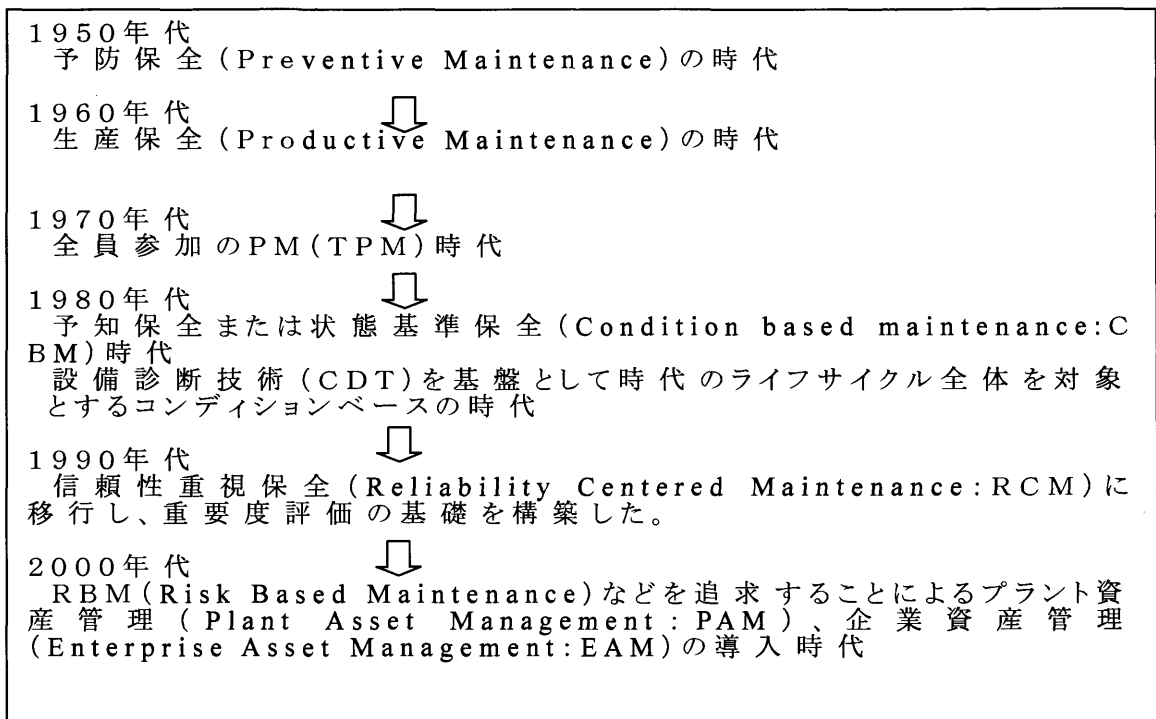 1950年代
予防保全(Preventive Maintenance)の時代
1960年代
生産保全(Productive Maintenance)の時代
1970年代
全員参加のPM(TPM)時代
1980年代
予知保全または状態基準保全(Condition based maintenance:C
BM)時代
設備診断技術(CDT)を基盤として時代のライフサイクル全体を対象
とするコンディションベースの時代
1990年代
信頼性重視保全(Reliability Centered Maintenance:RCM)に
移行し、重要度評価の基礎を構築した。
2000年代
RBM(Risk Based Maintenance)などを追求することによるプラント資
産管理(Plant Asset Management:PAM)、企業資産管理
(Enterprise Asset Management:EAM)の導入時代